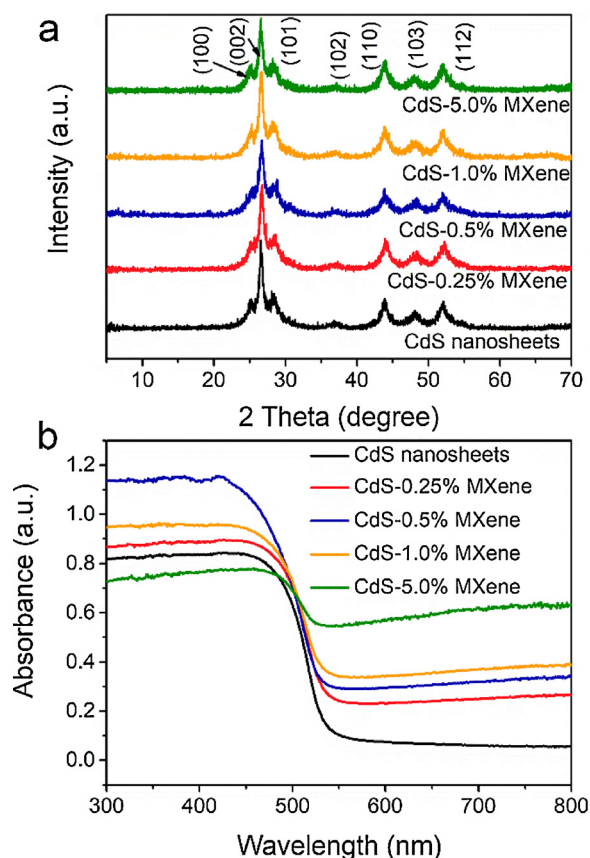 a
Intensity (a.u.)
(100)
(002)
(101)
(102)
(110)
(103)
(112)
CdS-5.0% MXene
CdS-1.0% MXene
CdS-0.5% MXene
CdS-0.25% MXene
CdS nanosheets
10 20 30 40 50 60 70
2 Theta (degree)
b
Absorbance (a.u.)
1.2
1.0
0.8
0.6
0.4
0.2
0.0
CdS nanosheets
CdS-0.25% MXene
CdS-0.5% MXene
CdS-1.0% MXene
CdS-5.0% MXene
300 400 500 600 700 800
Wavelength (nm)